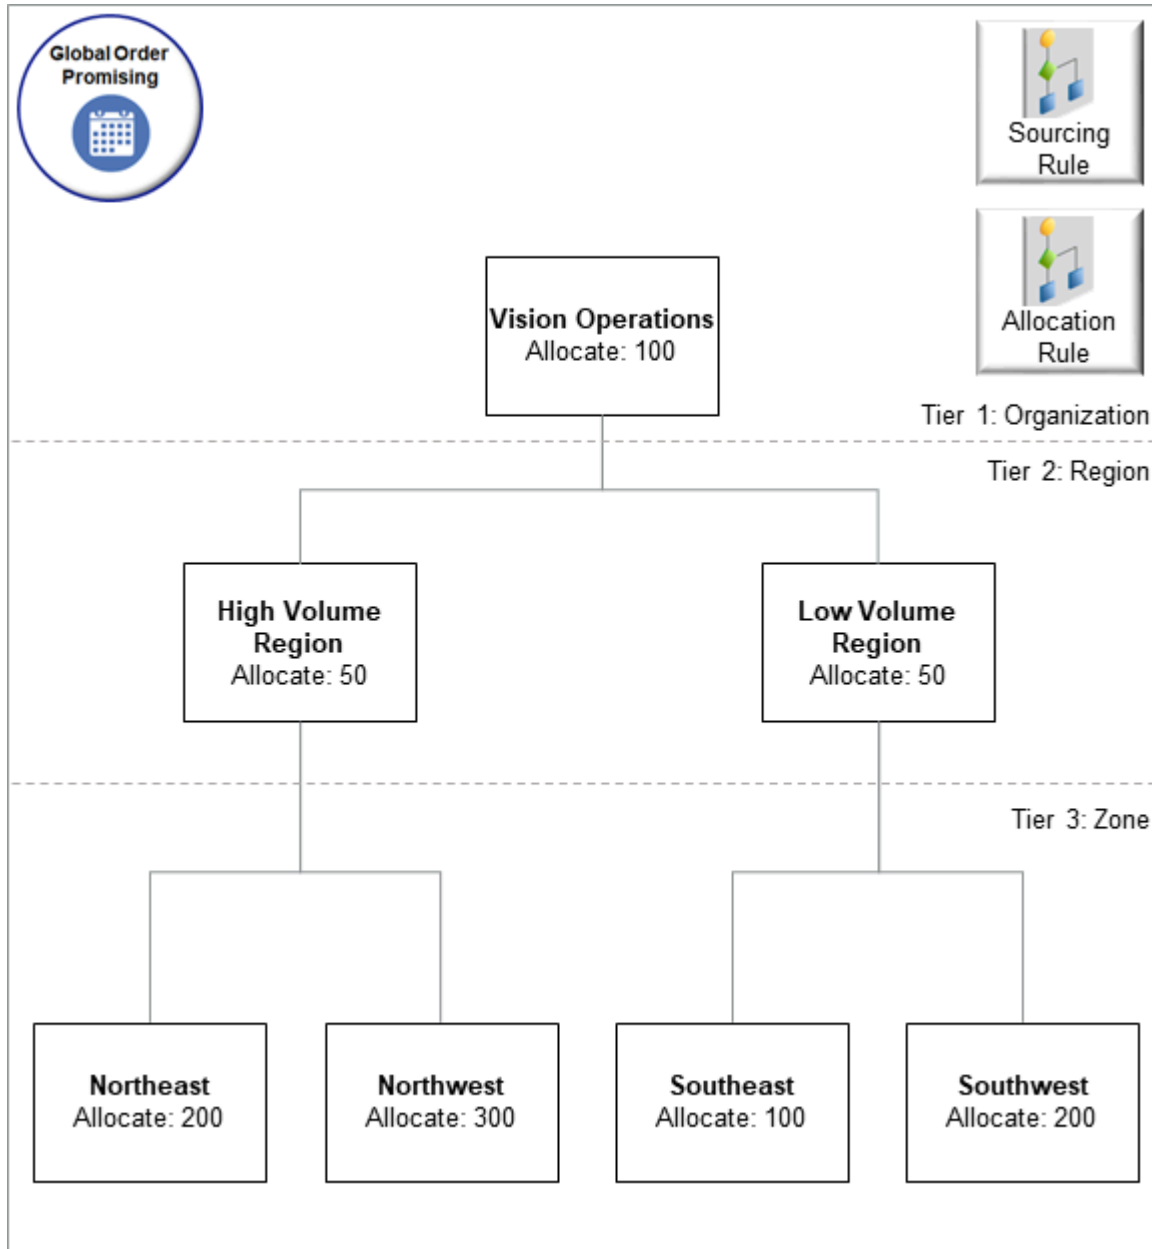 Global Order
Promising
Sourcing
Rule
Allocation
Rule
Vision Operations
Allocate: 100
Tier 1: Organization
Tier 2: Region
High Volume
Region
Allocate: 50
Low Volume
Region
Allocate: 50
Tier 3: Zone
Northeast
Allocate: 200
Northwest
Allocate: 300
Southeast
Allocate: 100
Southwest
Allocate: 200